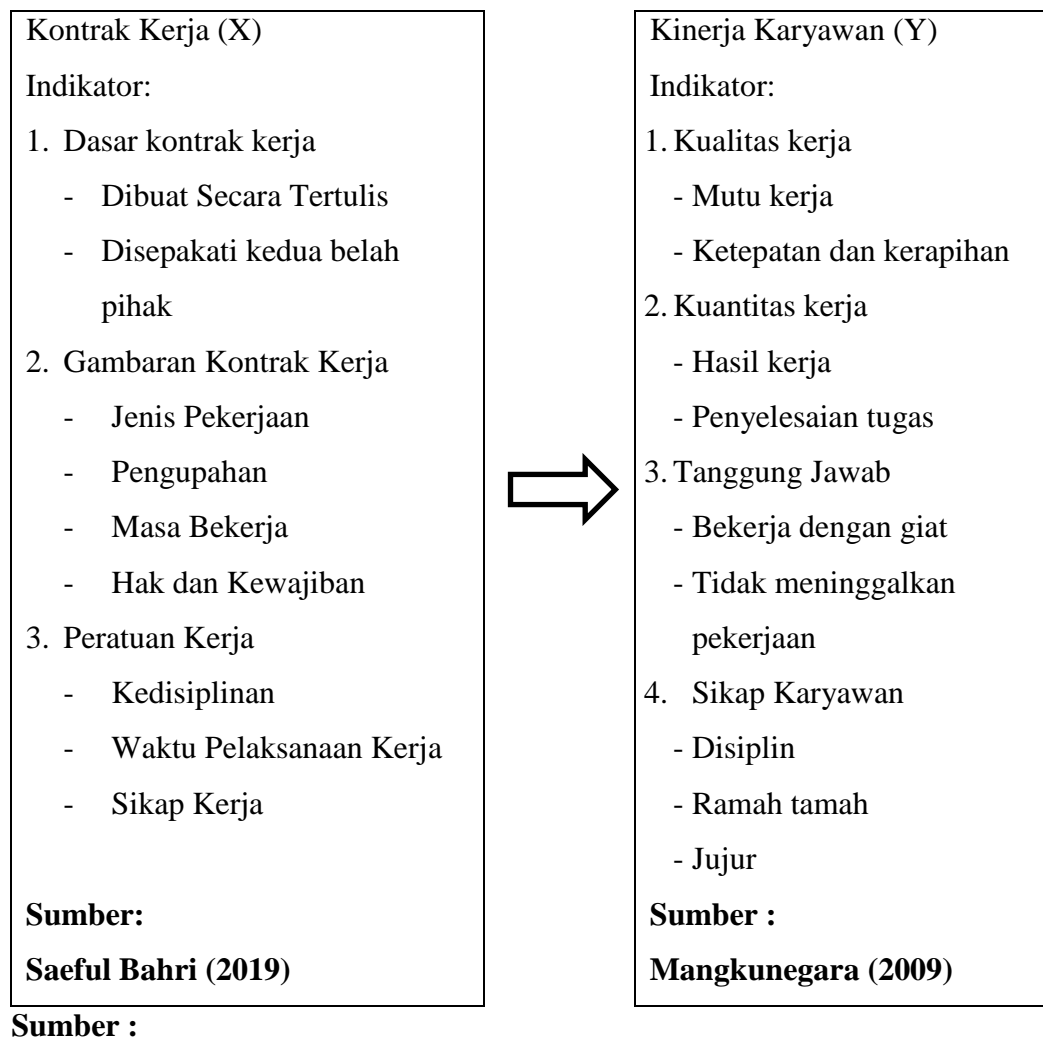 Kontrak Kerja (X)
Indikator:
1. Dasar kontrak kerja
- Dibuat Secara Tertulis
- Disepakati kedua belah
pihak
2. Gambaran Kontrak Kerja
- Jenis Pekerjaan
- Pengupahan
- Masa Bekerja
- Hak dan Kewajiban
3. Peratuan Kerja
- Kedisiplinan
- Waktu Pelaksanaan Kerja
- Sikap Kerja
Sumber:
Saeful Bahri (2019)
Kinerja Karyawan (Y)
Indikator:
1. Kualitas kerja
- Mutu kerja
- Ketepatan dan kerapihan
2. Kuantitas kerja
- Hasil kerja
- Penyelesaian tugas
3. Tanggung Jawab
- Bekerja dengan giat
- Tidak meninggalkan
pekerjaan
4. Sikap Karyawan
- Disiplin
- Ramah tamah
- Jujur
Sumber :
Mangkunegara (2009)
Sumber :